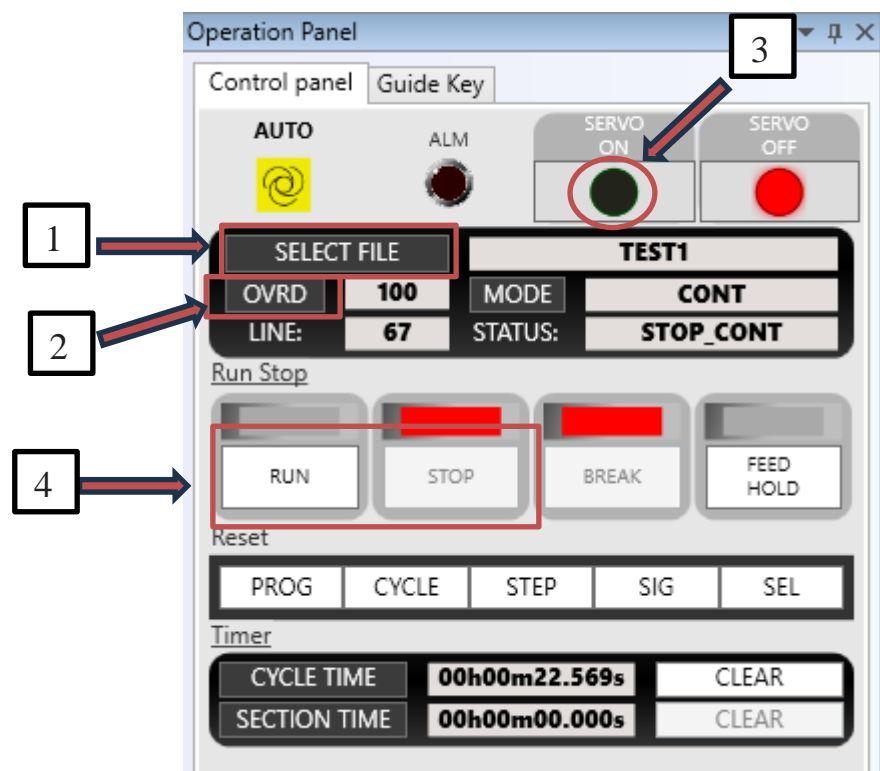 Operation Panel
3
Control panel Guide Key
AUTO ALM SERVO ON SERVO OFF
1
SELECT FILE TEST1
OVRD 100 MODE CONT
2
LINE: 67 STATUS: STOP_CONT
Run Stop
4
RUN STOP BREAK FEED HOLD
Reset
PROG CYCLE STEP SIG SEL
Timer
CYCLE TIME 00h00m22.569s CLEAR
SECTION TIME 00h00m00.000s CLEAR